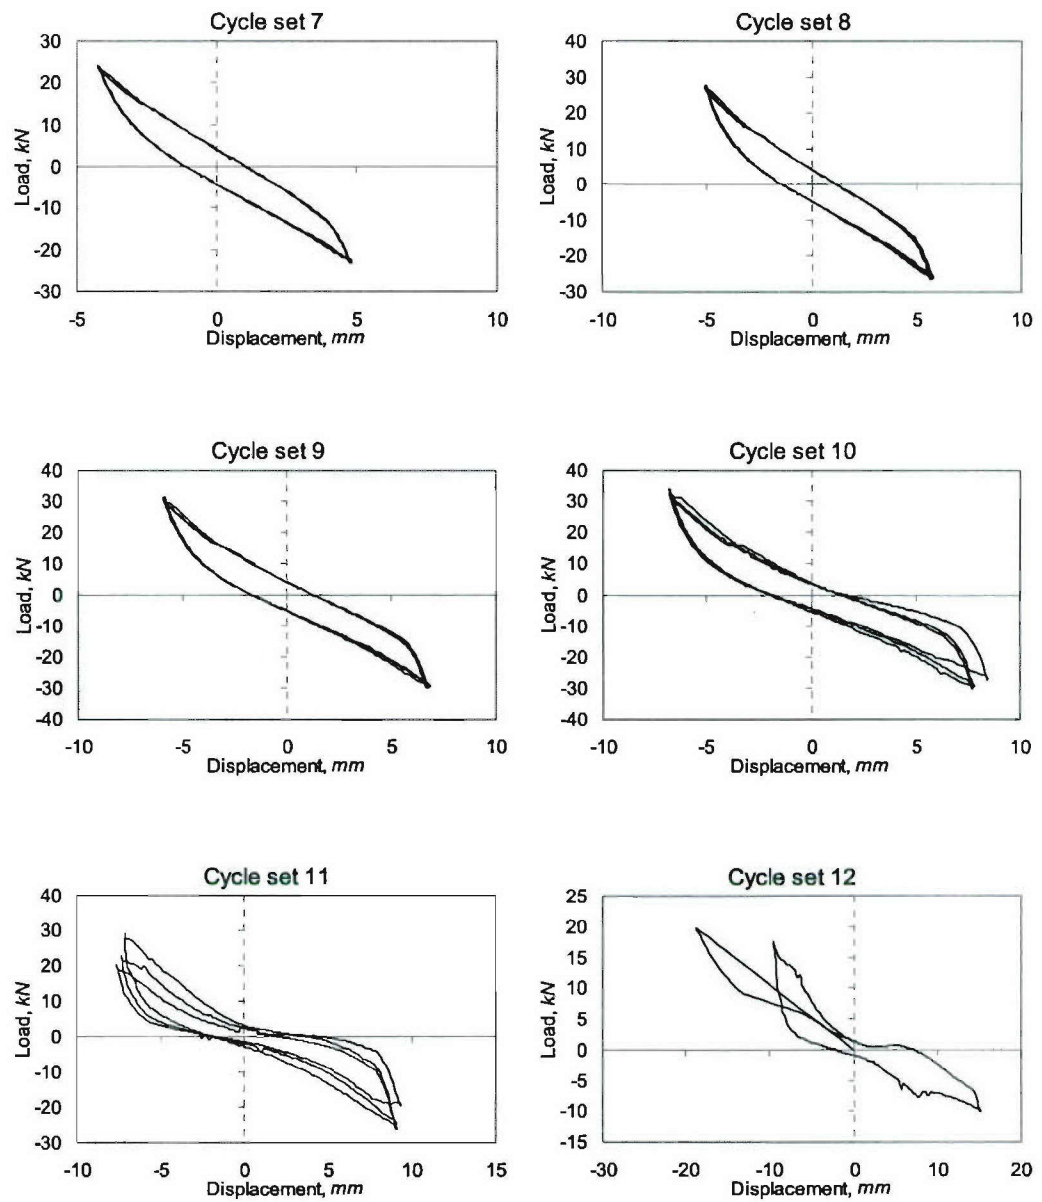 Cycle set 7
30
20
10
0
-10
-20
-30
Load, kN
-5 0 5 10
Displacement, mm
Cycle set 8
40
30
20
10
0
-10
-20
-30
Load, kN
-10 -5 0 5 10
Displacement, mm
Cycle set 9
40
30
20
10
0
-10
-20
-30
-40
Load, kN
-10 -5 0 5 10
Displacement, mm
Cycle set 10
40
30
20
10
0
-10
-20
-30
-40
Load, kN
-10 -5 0 5 10
Displacement, mm
Cycle set 11
40
30
20
10
0
-10
-20
-30
Load, kN
-10 -5 0 5 10 15
Displacement, mm
Cycle set 12
25
20
15
10
5
0
-5
-10
-15
Load, kN
-30 -20 -10 0 10 20
Displacement, mm